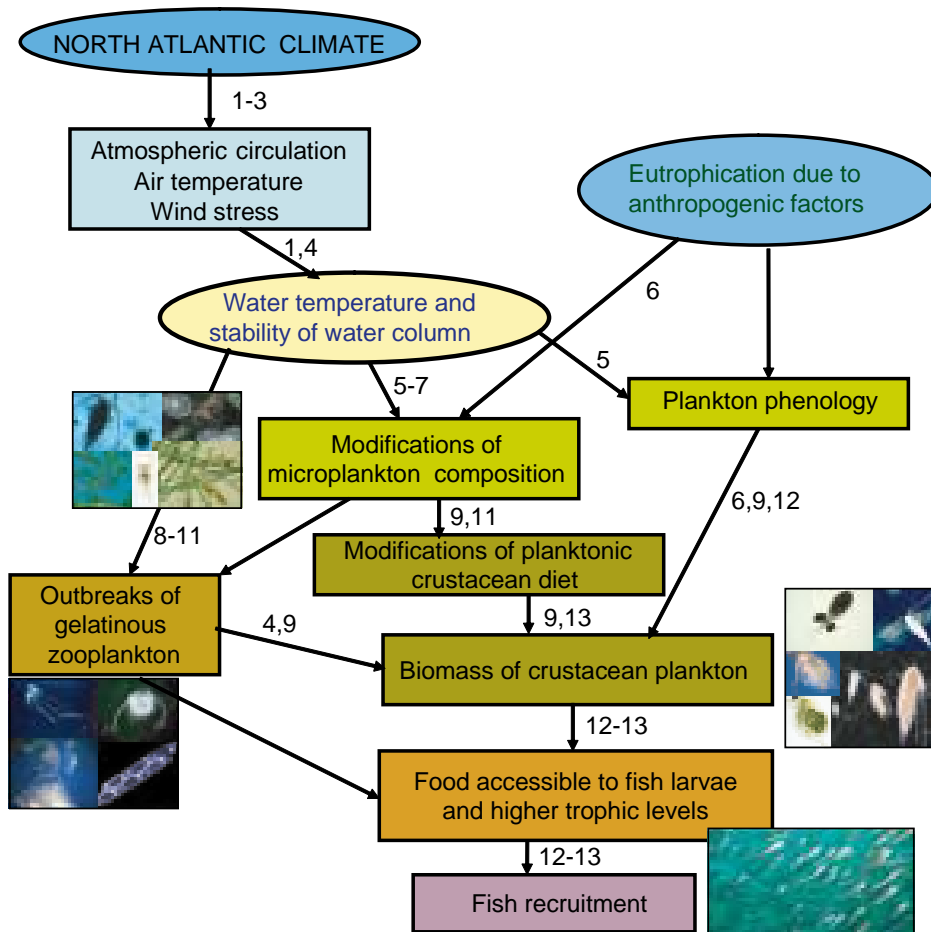 NORTH ATLANTIC CLIMATE
1-3
Atmospheric circulation
Air temperature
Wind stress
Eutrophication due to
anthropogenic factors
1,4
6
Water temperature and
stability of water column
5
5-7
Plankton phenology
Modifications of
microplankton composition
8-11
9,11
6,9,12
Modifications of planktonic
crustacean diet
Outbreaks of
gelatinous
zooplankton
4,9
9,13
Biomass of crustacean plankton
12-13
Food accessible to fish larvae
and higher trophic levels
12-13
Fish recruitment